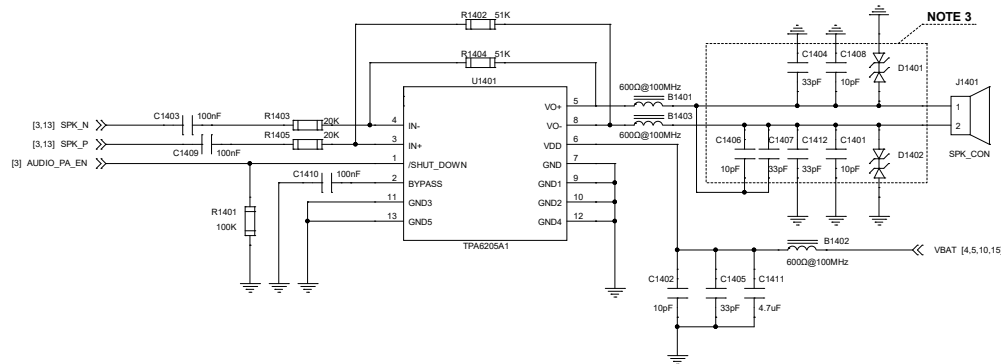 R1402 51K
NOTE 3
R1404 51K
C1404
C1408
33pF
10pF
D1401
J1401
U1401
600Ω@100MHz
B1401
C1403 100nF
R1403
20K
[3,13] SPK_N
4 IN-
VO+ 5
1
R1405
20K
[3,13] SPK_P
C1409 100nF
3 IN+
VO- 8
B1403
600Ω@100MHz
2
[3] AUDIO_PA_EN
1 /SHUT_DOWN
VDD 6
C1406
C1407
C1412
C1401
D1402
SPK_CON
10pF
33pF
33pF
10pF
C1410 100nF
2 BYPASS
GND 7
11 GND3
GND1 9
13 GND5
GND2 10
GND4 12
R1401
100K
TPA6205A1
B1402
600Ω@100MHz
VBAT [4,5,10,15]
C1402
C1405
C1411
10pF
33pF
4.7uF